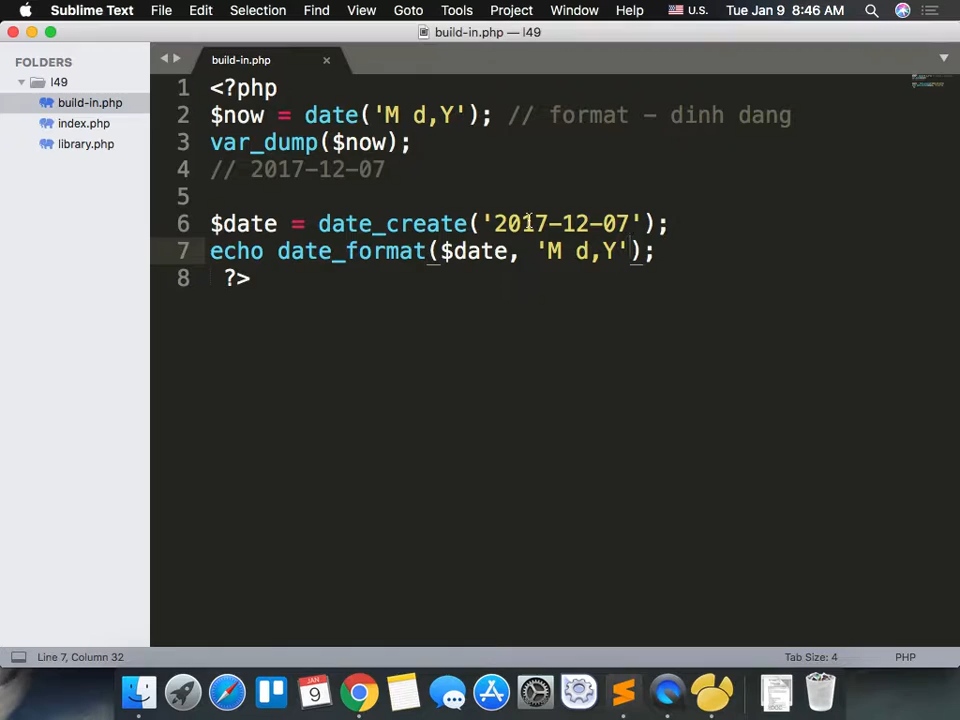 Sublime Text File Edit Selection Find View Goto Tools Project Window Help U.S. Tue Jan 9 8:46 AM
build-in.php — l49
FOLDERS
l49
build-in.php
index.php
library.php
build-in.php
1 <?php
2 $now = date('M d,Y'); // format - dinh dang
3 var_dump($now);
4 // 2017-12-07
5
6 $date = date_create('2017-12-07');
7 echo date_format($date, 'M d,Y');
8 ?>
Line 7, Column 32
Tab Size: 4
PHP
JAN
9